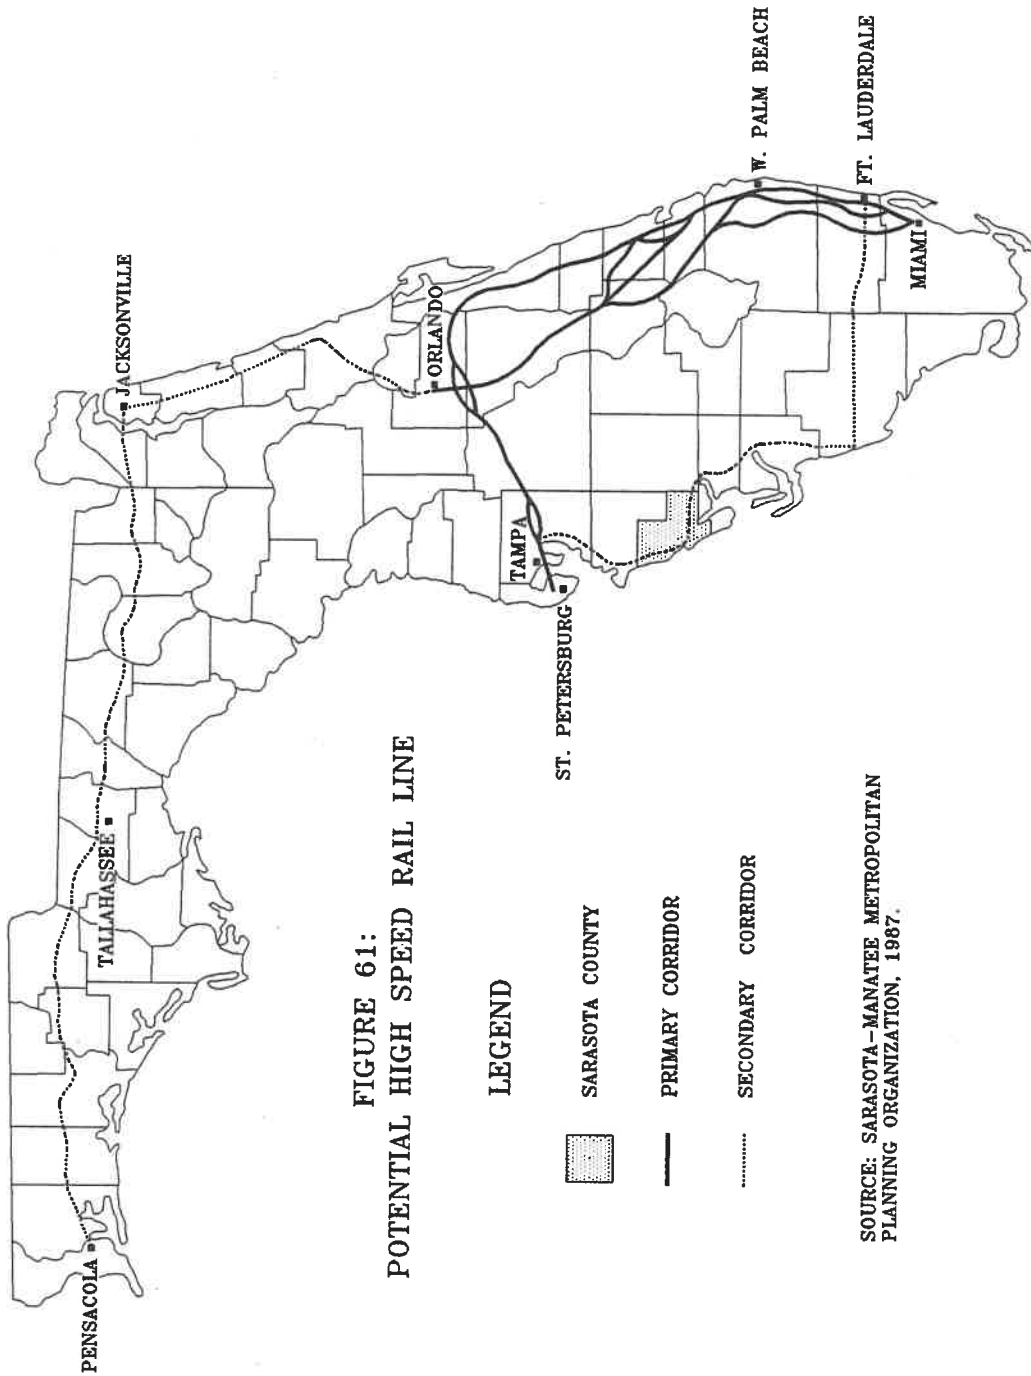 FIGURE 61:
POTENTIAL HIGH SPEED RAIL LINE
LEGEND
SARASOTA COUNTY
PRIMARY CORRIDOR
SECONDARY CORRIDOR
SOURCE: SARASOTA-MANATEE METROPOLITAN
PLANNING ORGANIZATION, 1987.
PENSACOLA
TALLAHASSEE
JACKSONVILLE
ORLANDO
TAMPA
ST. PETERSBURG
W. PALM BEACH
FT. LAUDERDALE
MIAMI